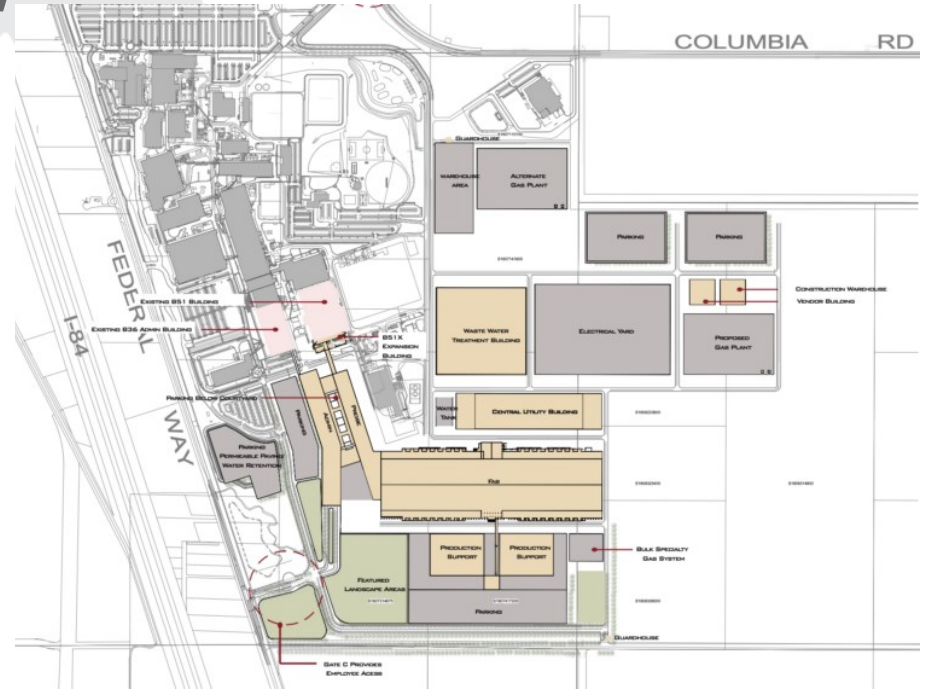 COLUMBIA RD
GUARDHOUSE
WAREHOUSE
AREA
ALTERNATE
GAS PLANT
PARKING
PARKING
FEDERAL
WAY
I-84
EXISTING B51 BUILDING
EXISTING B36 ADMIN BUILDING
B51X
EXPANSION
BUILDING
CONSTRUCTION WAREHOUSE
VENDOR BUILDING
WASTE WATER
TREATMENT BUILDING
ELECTRICAL YARD
PROPOSED
GAS PLANT
PARKING BELOW COURTYARD
PARKING
ADMIN
PROBE
WATER
TANK
CENTRAL UTILITY BUILDING
PARKING
PERMEABLE PAVING
WATER RETENTION
FAB
PRODUCTION
SUPPORT
PRODUCTION
SUPPORT
BULK SPECIALTY
GAS SYSTEM
FEATURED
LANDSCAPE AREAS
PARKING
GUARDHOUSE
GATE C PROVIDES
EMPLOYEE ACESS